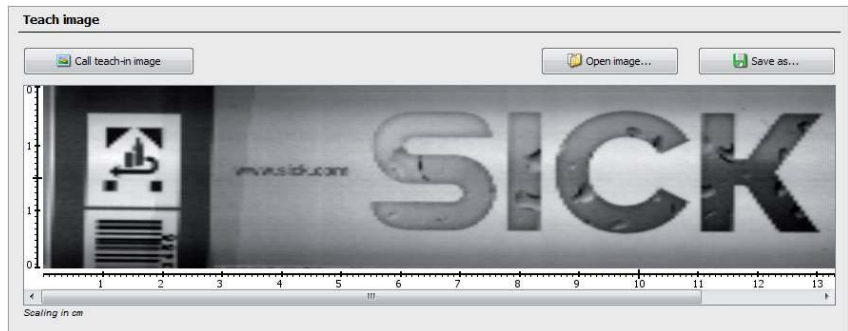 Teach image
Call teach-in image
Open image...
Save as...
0
1
1
0
www.sick.com
SICK
1 2 3 4 5 6 7 8 9 10 11 12 13
Scaling in cm